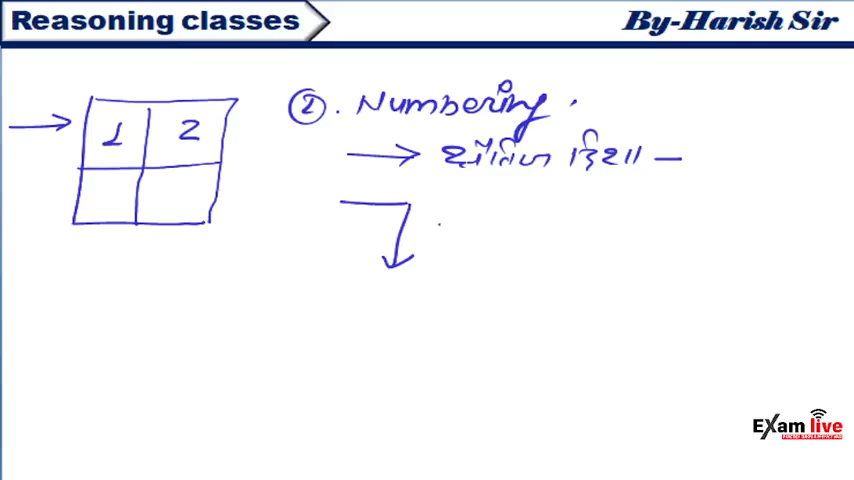 Reasoning classes
By-Harish Sir
1 2
②. Numbering
दिशा —
Exam live